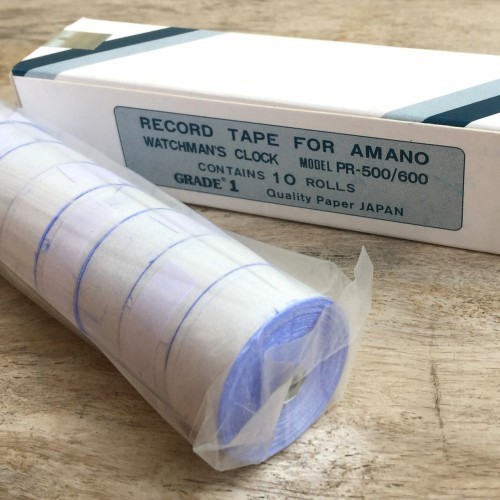 RECORD TAPE FOR AMANO
WATCHMAN'S CLOCK MODEL PR-500/600
CONTAINS 10 ROLLS
GRADE 1 Quality Paper JAPAN